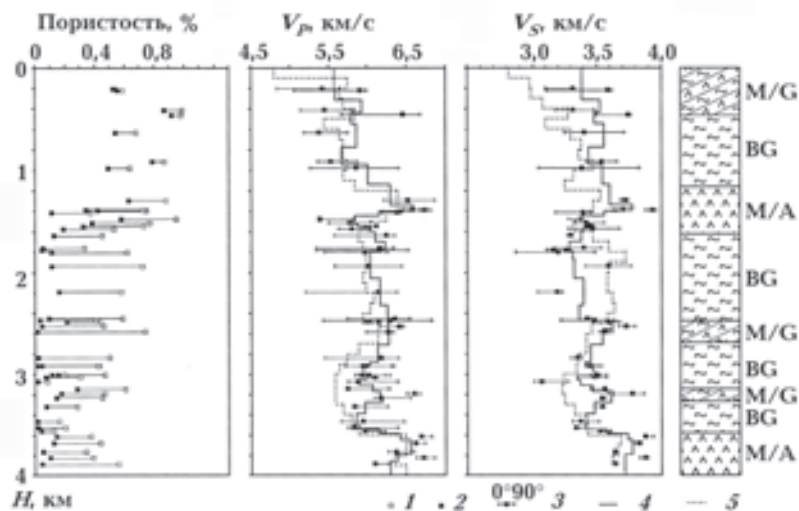 Пористость, %
V_P, км/с
V_S, км/с
0 0,4 0,8
4,5 5,5 6,5
3,0 3,5 4,0
0
1
2
3
4
M/G
BG
M/A
BG
M/G
BG
M/G
BG
M/A
H, км
1 2 0°90° 3 4 5